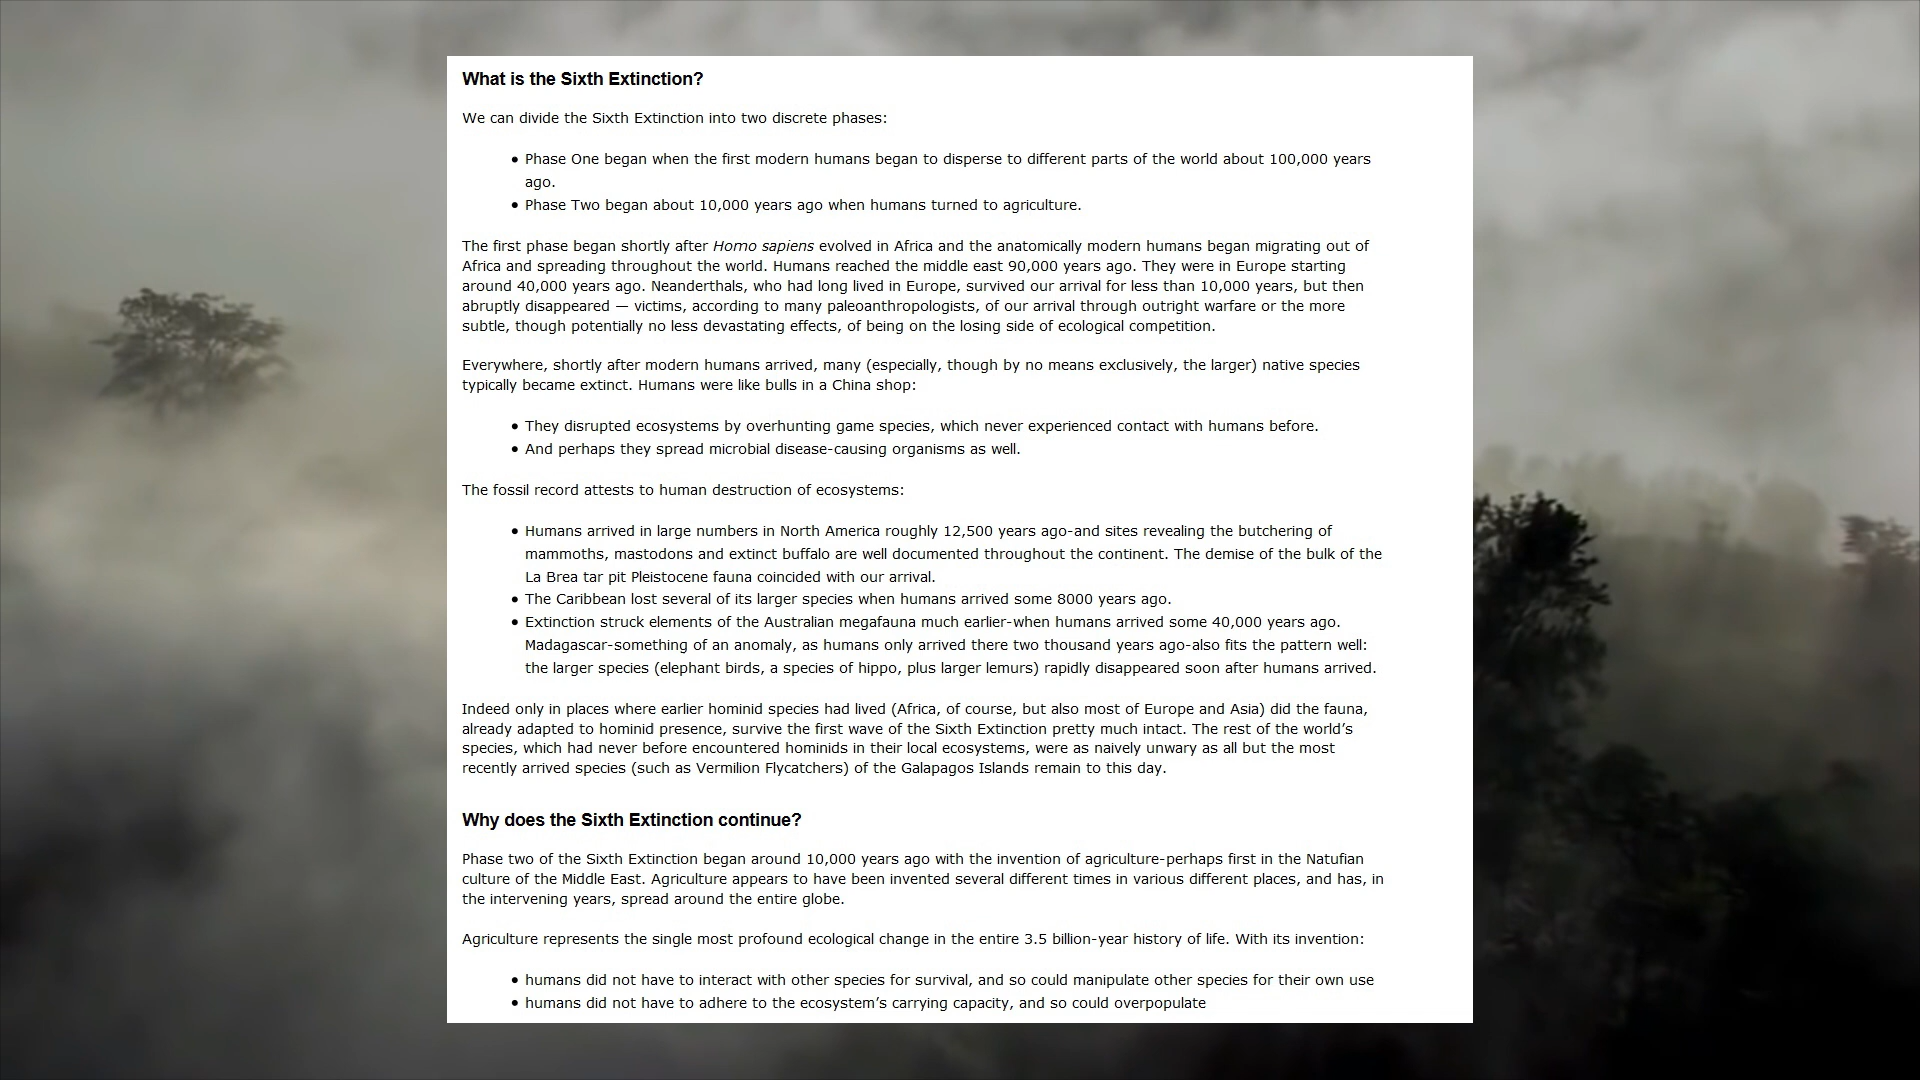 What is the Sixth Extinction?
We can divide the Sixth Extinction into two discrete phases:
• Phase One began when the first modern humans began to disperse to different parts of the world about 100,000 years
ago.
• Phase Two began about 10,000 years ago when humans turned to agriculture.
The first phase began shortly after Homo sapiens evolved in Africa and the anatomically modern humans began migrating out of
Africa and spreading throughout the world. Humans reached the middle east 90,000 years ago. They were in Europe starting
around 40,000 years ago. Neanderthals, who had long lived in Europe, survived our arrival for less than 10,000 years, but then
abruptly disappeared — victims, according to many paleoanthropologists, of our arrival through outright warfare or the more
subtle, though potentially no less devastating effects, of being on the losing side of ecological competition.
Everywhere, shortly after modern humans arrived, many (especially, though by no means exclusively, the larger) native species
typically became extinct. Humans were like bulls in a China shop:
• They disrupted ecosystems by overhunting game species, which never experienced contact with humans before.
• And perhaps they spread microbial disease-causing organisms as well.
The fossil record attests to human destruction of ecosystems:
• Humans arrived in large numbers in North America roughly 12,500 years ago-and sites revealing the butchering of
mammoths, mastodons and extinct buffalo are well documented throughout the continent. The demise of the bulk of the
La Brea tar pit Pleistocene fauna coincided with our arrival.
• The Caribbean lost several of its larger species when humans arrived some 8000 years ago.
• Extinction struck elements of the Australian megafauna much earlier-when humans arrived some 40,000 years ago.
Madagascar-something of an anomaly, as humans only arrived there two thousand years ago-also fits the pattern well:
the larger species (elephant birds, a species of hippo, plus larger lemurs) rapidly disappeared soon after humans arrived.
Indeed only in places where earlier hominid species had lived (Africa, of course, but also most of Europe and Asia) did the fauna,
already adapted to hominid presence, survive the first wave of the Sixth Extinction pretty much intact. The rest of the world’s
species, which had never before encountered hominids in their local ecosystems, were as naively unwary as all but the most
recently arrived species (such as Vermilion Flycatchers) of the Galapagos Islands remain to this day.
Why does the Sixth Extinction continue?
Phase two of the Sixth Extinction began around 10,000 years ago with the invention of agriculture-perhaps first in the Natufian
culture of the Middle East. Agriculture appears to have been invented several different times in various different places, and has, in
the intervening years, spread around the entire globe.
Agriculture represents the single most profound ecological change in the entire 3.5 billion-year history of life. With its invention:
• humans did not have to interact with other species for survival, and so could manipulate other species for their own use
• humans did not have to adhere to the ecosystem’s carrying capacity, and so could overpopulate